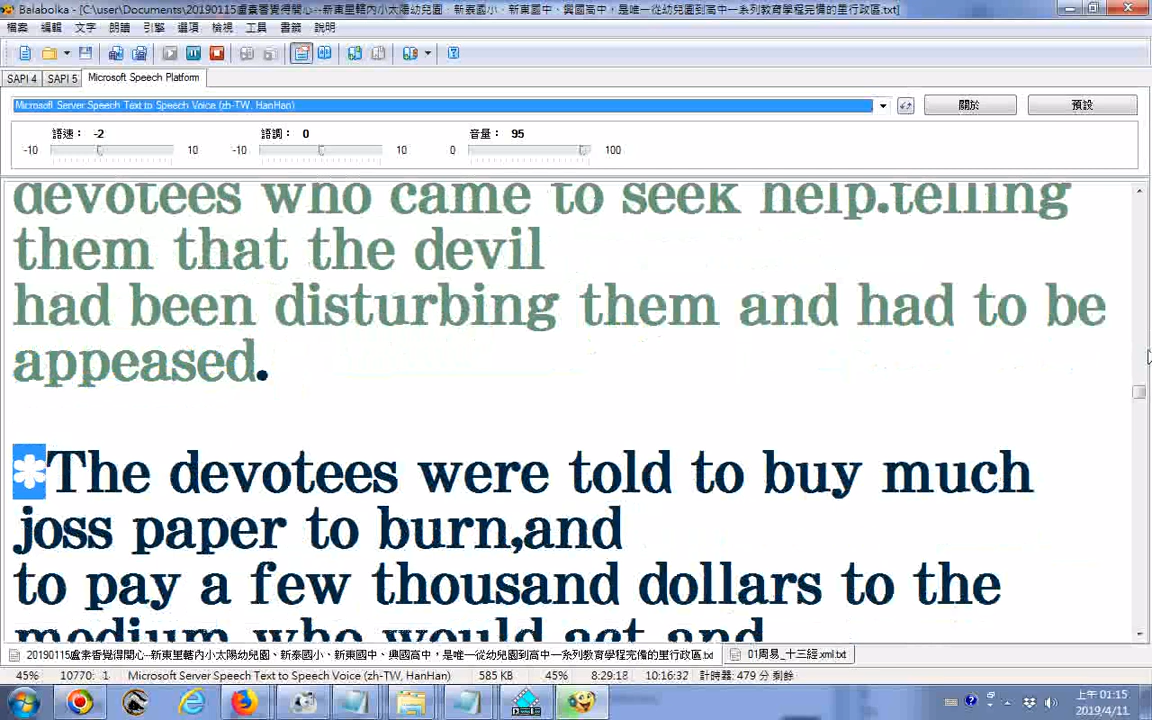 Balabolka - [C:\user\Documents\20190115盧素香覺得開心--新東里轄內小太陽幼兒園、新泰國小、新東國中、興國高中，是唯一從幼兒園到高中一系列教育學程完備的里行政區.txt]
檔案 編輯 文字 朗讀 引擎 選項 檢視 工具 書籤 說明
SAPI 4 SAPI 5 Microsoft Speech Platform
Microsoft Server Speech Text to Speech Voice (zh-TW, HanHan) 關於 預設
語速： -2 語調： 0 音量： 95
-10 10 -10 10 0 100
devotees who came to seek help.telling
them that the devil
had been disturbing them and had to be
appeased.
*The devotees were told to buy much
joss paper to burn,and
to pay a few thousand dollars to the
medium who would act and
20190115盧素香覺得開心--新東里轄內小太陽幼兒園、新泰國小、新東國中、興國高中，是唯一從幼兒園到高中一系列教育學程完備的里行政區.txt 01周易_十三經.txt
45% 10770: 1 Microsoft Server Speech Text to Speech Voice (zh-TW, HanHan) 585 KB 45% 8:29:18 10:16:32 計時器: 479 分 剩餘
上午 01:15
2019/4/11